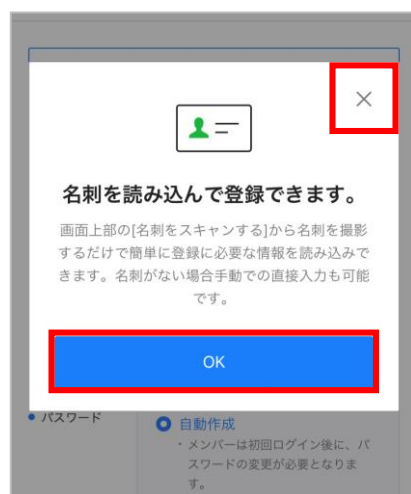 名刺を読み込んで登録できます。
画面上部の[名刺をスキャンする]から名刺を撮影
するだけで簡単に登録に必要な情報を読み込みで
きます。名刺がない場合手動での直接入力も可能
です。
OK
• パスワード
自動作成
・メンバーは初回ログイン後に、パ
スワードの変更が必要となりま
す。